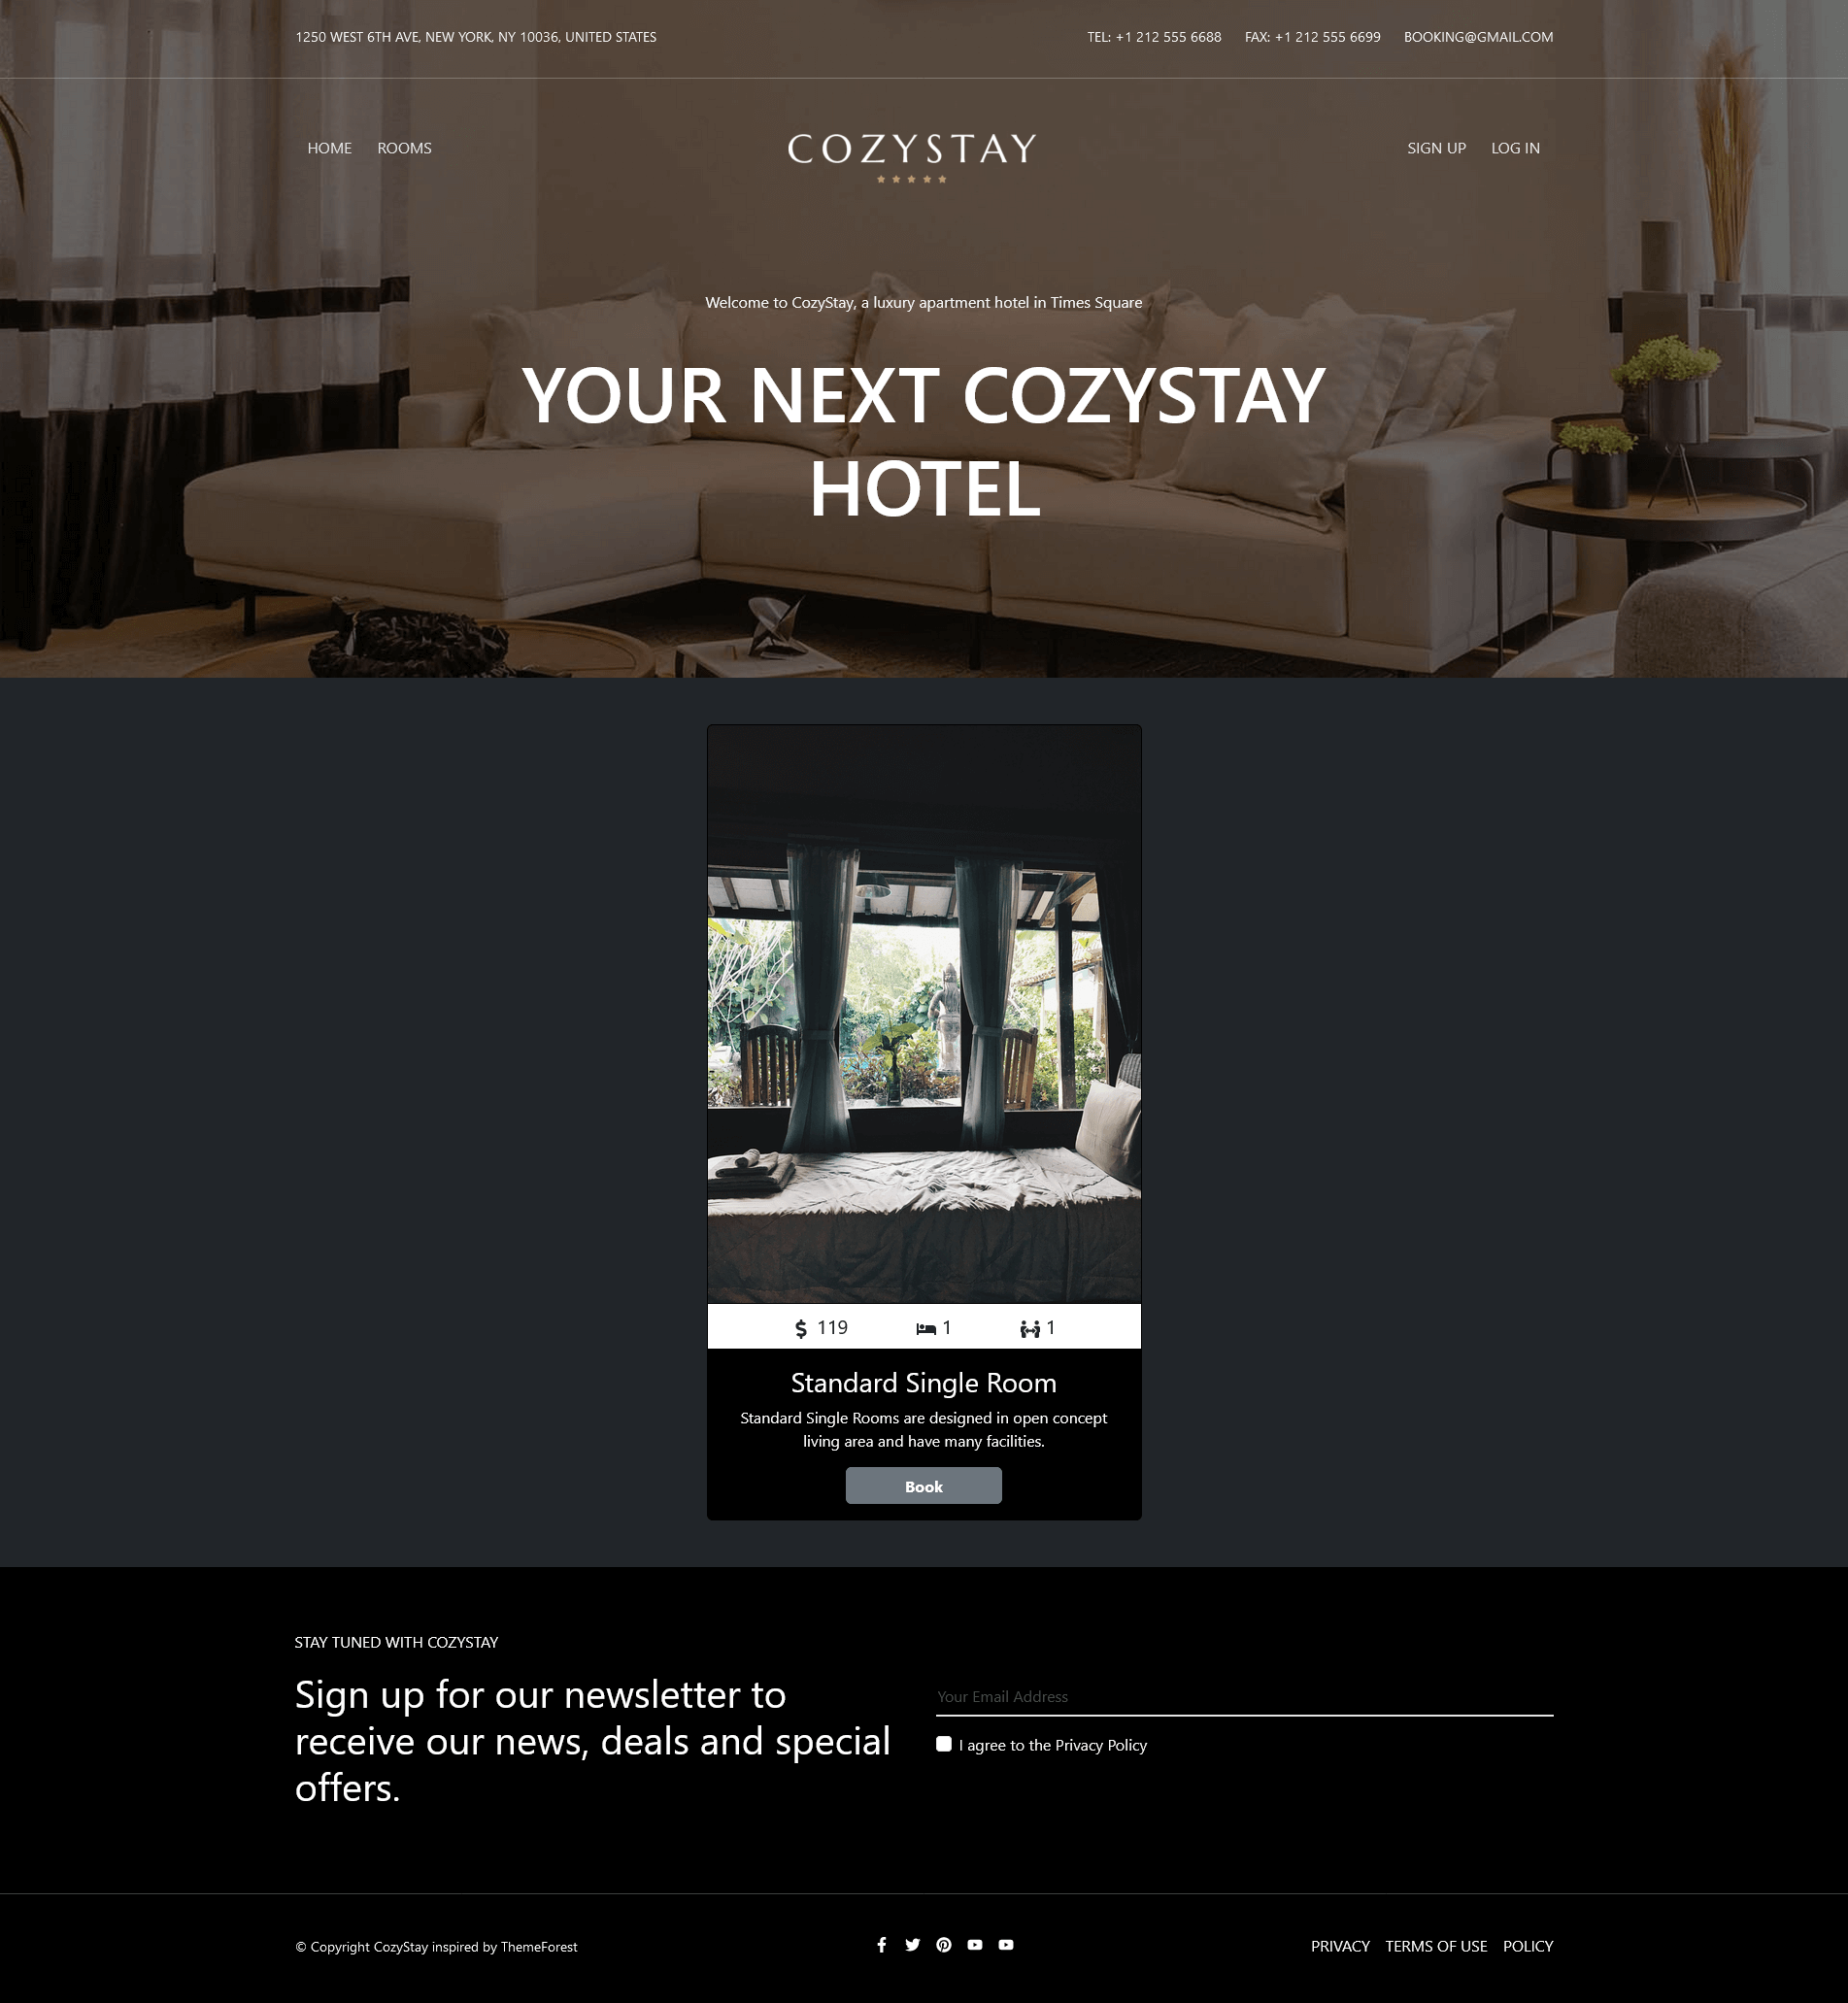 1250 WEST 6TH AVE, NEW YORK, NY 10036, UNITED STATES
TEL: +1 212 555 6688 FAX: +1 212 555 6699 BOOKING@GMAIL.COM
HOME ROOMS
COZYSTAY
SIGN UP LOG IN
Welcome to CozyStay, a luxury apartment hotel in Times Square
YOUR NEXT COZYSTAY
HOTEL
$ 119 1 1
Standard Single Room
Standard Single Rooms are designed in open concept
living area and have many facilities.
Book
STAY TUNED WITH COZYSTAY
Sign up for our newsletter to
receive our news, deals and special
offers.
Your Email Address
I agree to the Privacy Policy
© Copyright CozyStay inspired by ThemeForest
PRIVACY TERMS OF USE POLICY